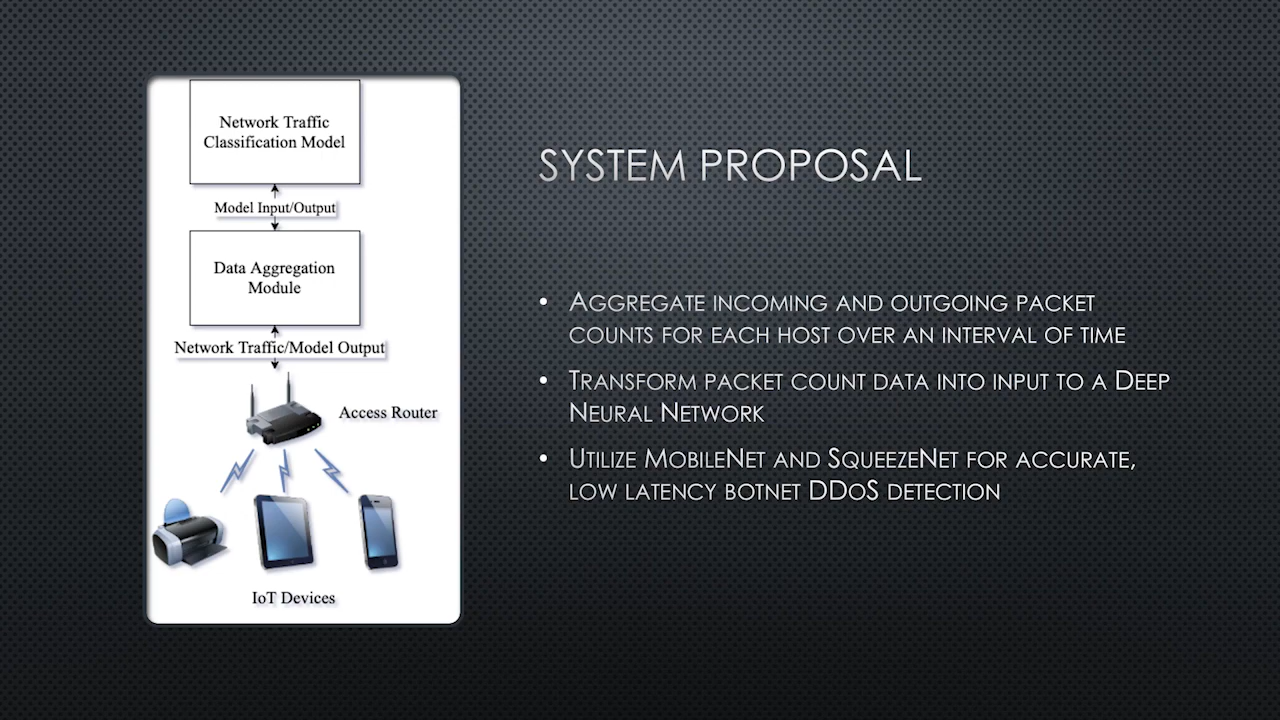 Network Traffic
Classification Model
Model Input/Output
Data Aggregation
Module
Network Traffic/Model Output
Access Router
IoT Devices
SYSTEM PROPOSAL
• AGGREGATE INCOMING AND OUTGOING PACKET
COUNTS FOR EACH HOST OVER AN INTERVAL OF TIME
• TRANSFORM PACKET COUNT DATA INTO INPUT TO A DEEP
NEURAL NETWORK
• UTILIZE MOBILENET AND SQUEEZENET FOR ACCURATE,
LOW LATENCY BOTNET DDOS DETECTION